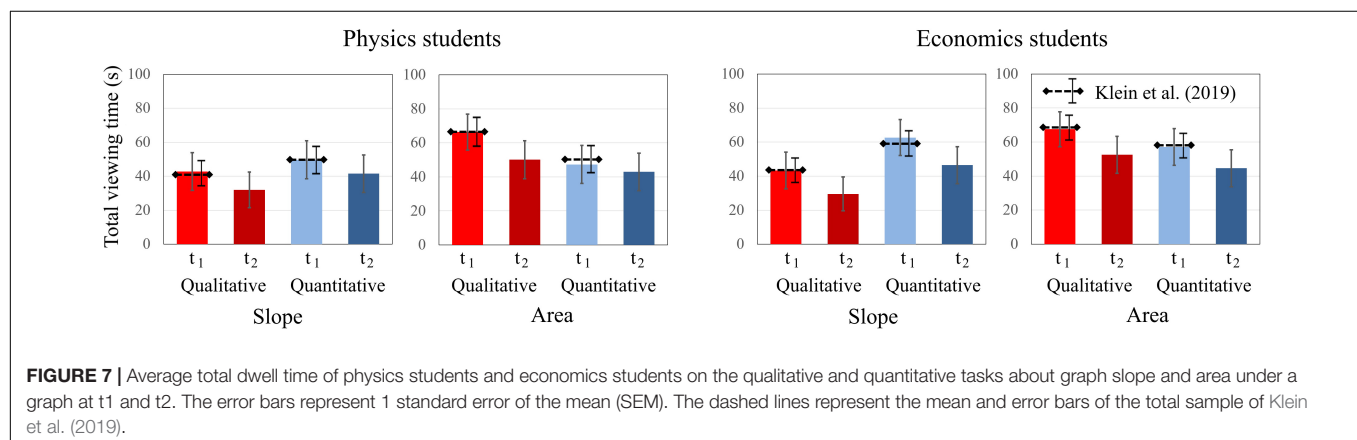 Physics students
Economics students
Total viewing time (s)
100
80
60
40
20
0
t1 t2 t1 t2
Qualitative Quantitative
Slope
100
80
60
40
20
0
t1 t2 t1 t2
Qualitative Quantitative
Area
100
80
60
40
20
0
t1 t2 t1 t2
Qualitative Quantitative
Slope
100
80
60
40
20
0
Klein et al. (2019)
t1 t2 t1 t2
Qualitative Quantitative
Area
FIGURE 7 | Average total dwell time of physics students and economics students on the qualitative and quantitative tasks about graph slope and area under a
graph at t1 and t2. The error bars represent 1 standard error of the mean (SEM). The dashed lines represent the mean and error bars of the total sample of Klein
et al. (2019).